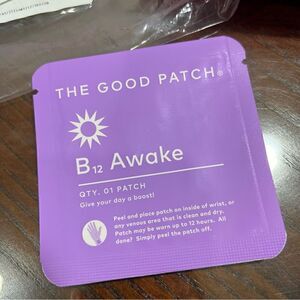 THE GOOD PATCH®
B12 Awake
QTY. 01 PATCH
Give your day a boost!
Peel and place patch on inside of wrist, or
any venous area that is clean and dry.
Patch may be worn up to 12 hours. All
done? Simply peel the patch off.